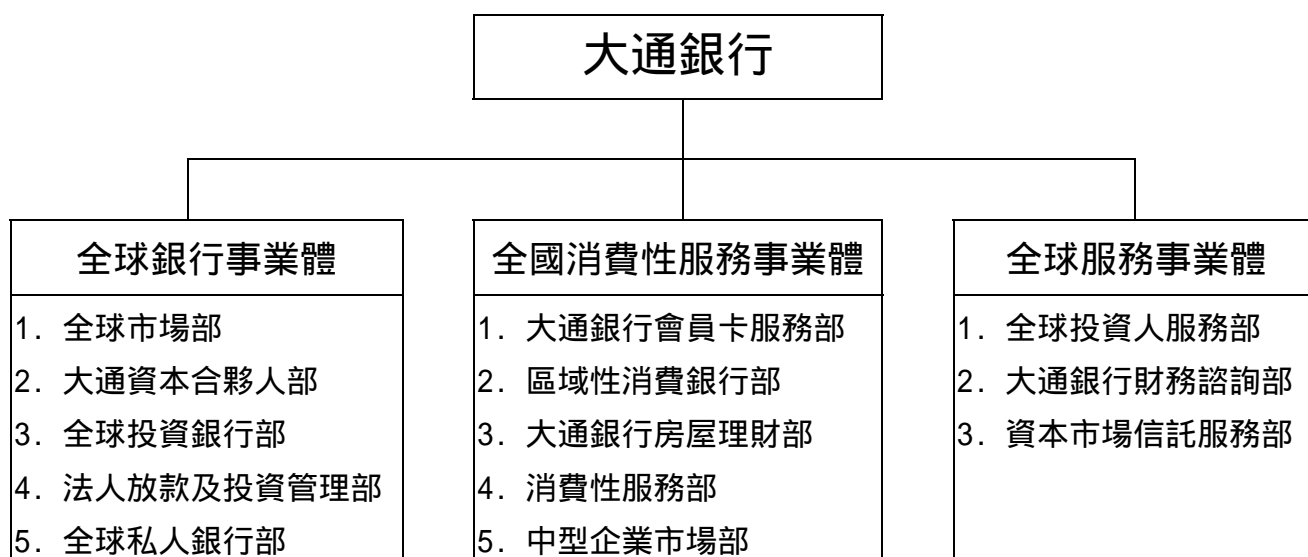 大通銀行
全球銀行事業體
1. 全球市場部
2. 大通資本合夥人部
3. 全球投資銀行部
4. 法人放款及投資管理部
5. 全球私人銀行部
全國消費性服務事業體
1. 大通銀行會員卡服務部
2. 區域性消費銀行部
3. 大通銀行房屋理財部
4. 消費性服務部
5. 中型企業市場部
全球服務事業體
1. 全球投資人服務部
2. 大通銀行財務諮詢部
3. 資本市場信託服務部